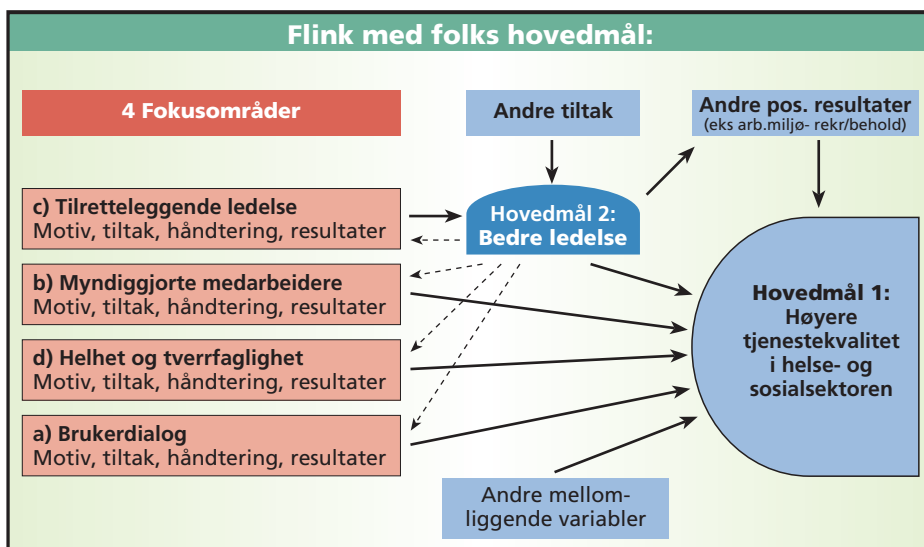 Flink med folks hovedmål:
4 Fokusområder
Andre tiltak
Andre pos. resultater
(eks arb.miljø- rekr/behold)
c) Tilretteleggende ledelse
Motiv, tiltak, håndtering, resultater
Hovedmål 2:
Bedre ledelse
b) Myndiggjorte medarbeidere
Motiv, tiltak, håndtering, resultater
d) Helhet og tverrfaglighet
Motiv, tiltak, håndtering, resultater
a) Brukerdialog
Motiv, tiltak, håndtering, resultater
Hovedmål 1:
Høyere
tjenestekvalitet
i helse- og
sosialsektoren
Andre mellom-
liggende variabler